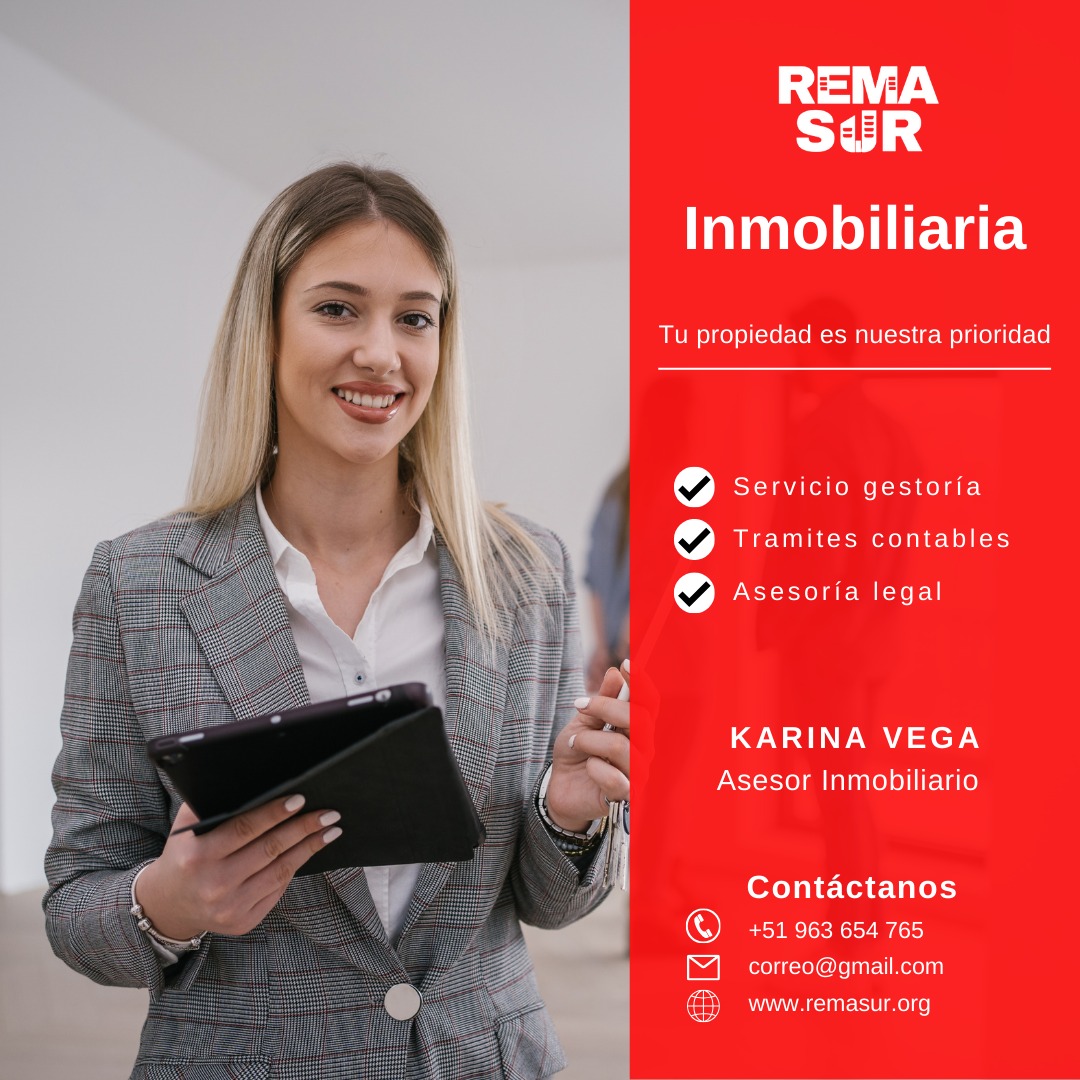 REMA
SUR
Inmobiliaria
Tu propiedad es nuestra prioridad
Servicio gestoría
Tramites contables
Asesoría legal
KARINA VEGA
Asesor Inmobiliario
Contáctanos
+51 963 654 765
correo@gmail.com
www.remasur.org